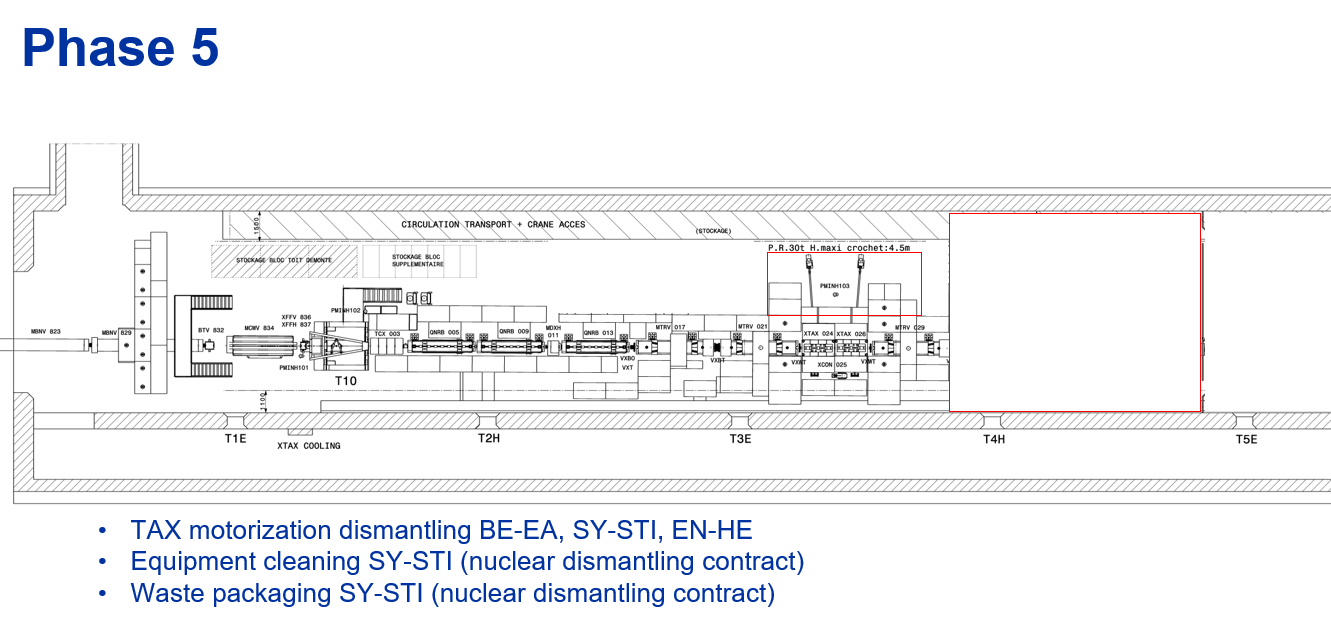 Phase 5
CIRCULATION TRANSPORT + CRANE ACCES
(STOCKAGE)
1500
STOCKAGE BLOC TOIT DEMONTE
STOCKAGE BLOC
SUPPLEMENTAIRE
P.R.30t H.maxi crochet:4.5m
PMINH103
PMINH102
XFFV 836
XFFH 837
MBNV 823
MBNV 829
BTV 832
MCWV 834
TCX 003
QNRB 005
QNRB 009
MDXH
011
QNRB 013
MTRV 017
MTRV 021
XTAX 024
XTAX 026
MTRV 029
VXBO
VXT
VXBT
VXWT
XCON 025
VXWT
PMINH101
T10
1100
T1E
T2H
T3E
T4H
T5E
XTAX COOLING
• TAX motorization dismantling BE-EA, SY-STI, EN-HE
• Equipment cleaning SY-STI (nuclear dismantling contract)
• Waste packaging SY-STI (nuclear dismantling contract)